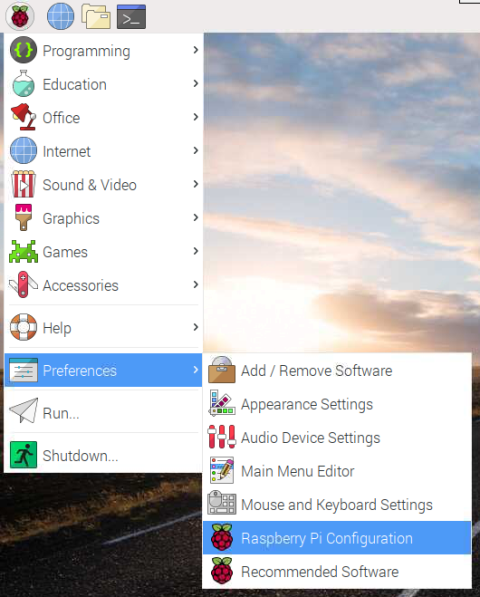 Programming
Education
Office
Internet
Sound & Video
Graphics
Games
Accessories
Help
Preferences
Run...
Shutdown...
Add / Remove Software
Appearance Settings
Audio Device Settings
Main Menu Editor
Mouse and Keyboard Settings
Raspberry Pi Configuration
Recommended Software